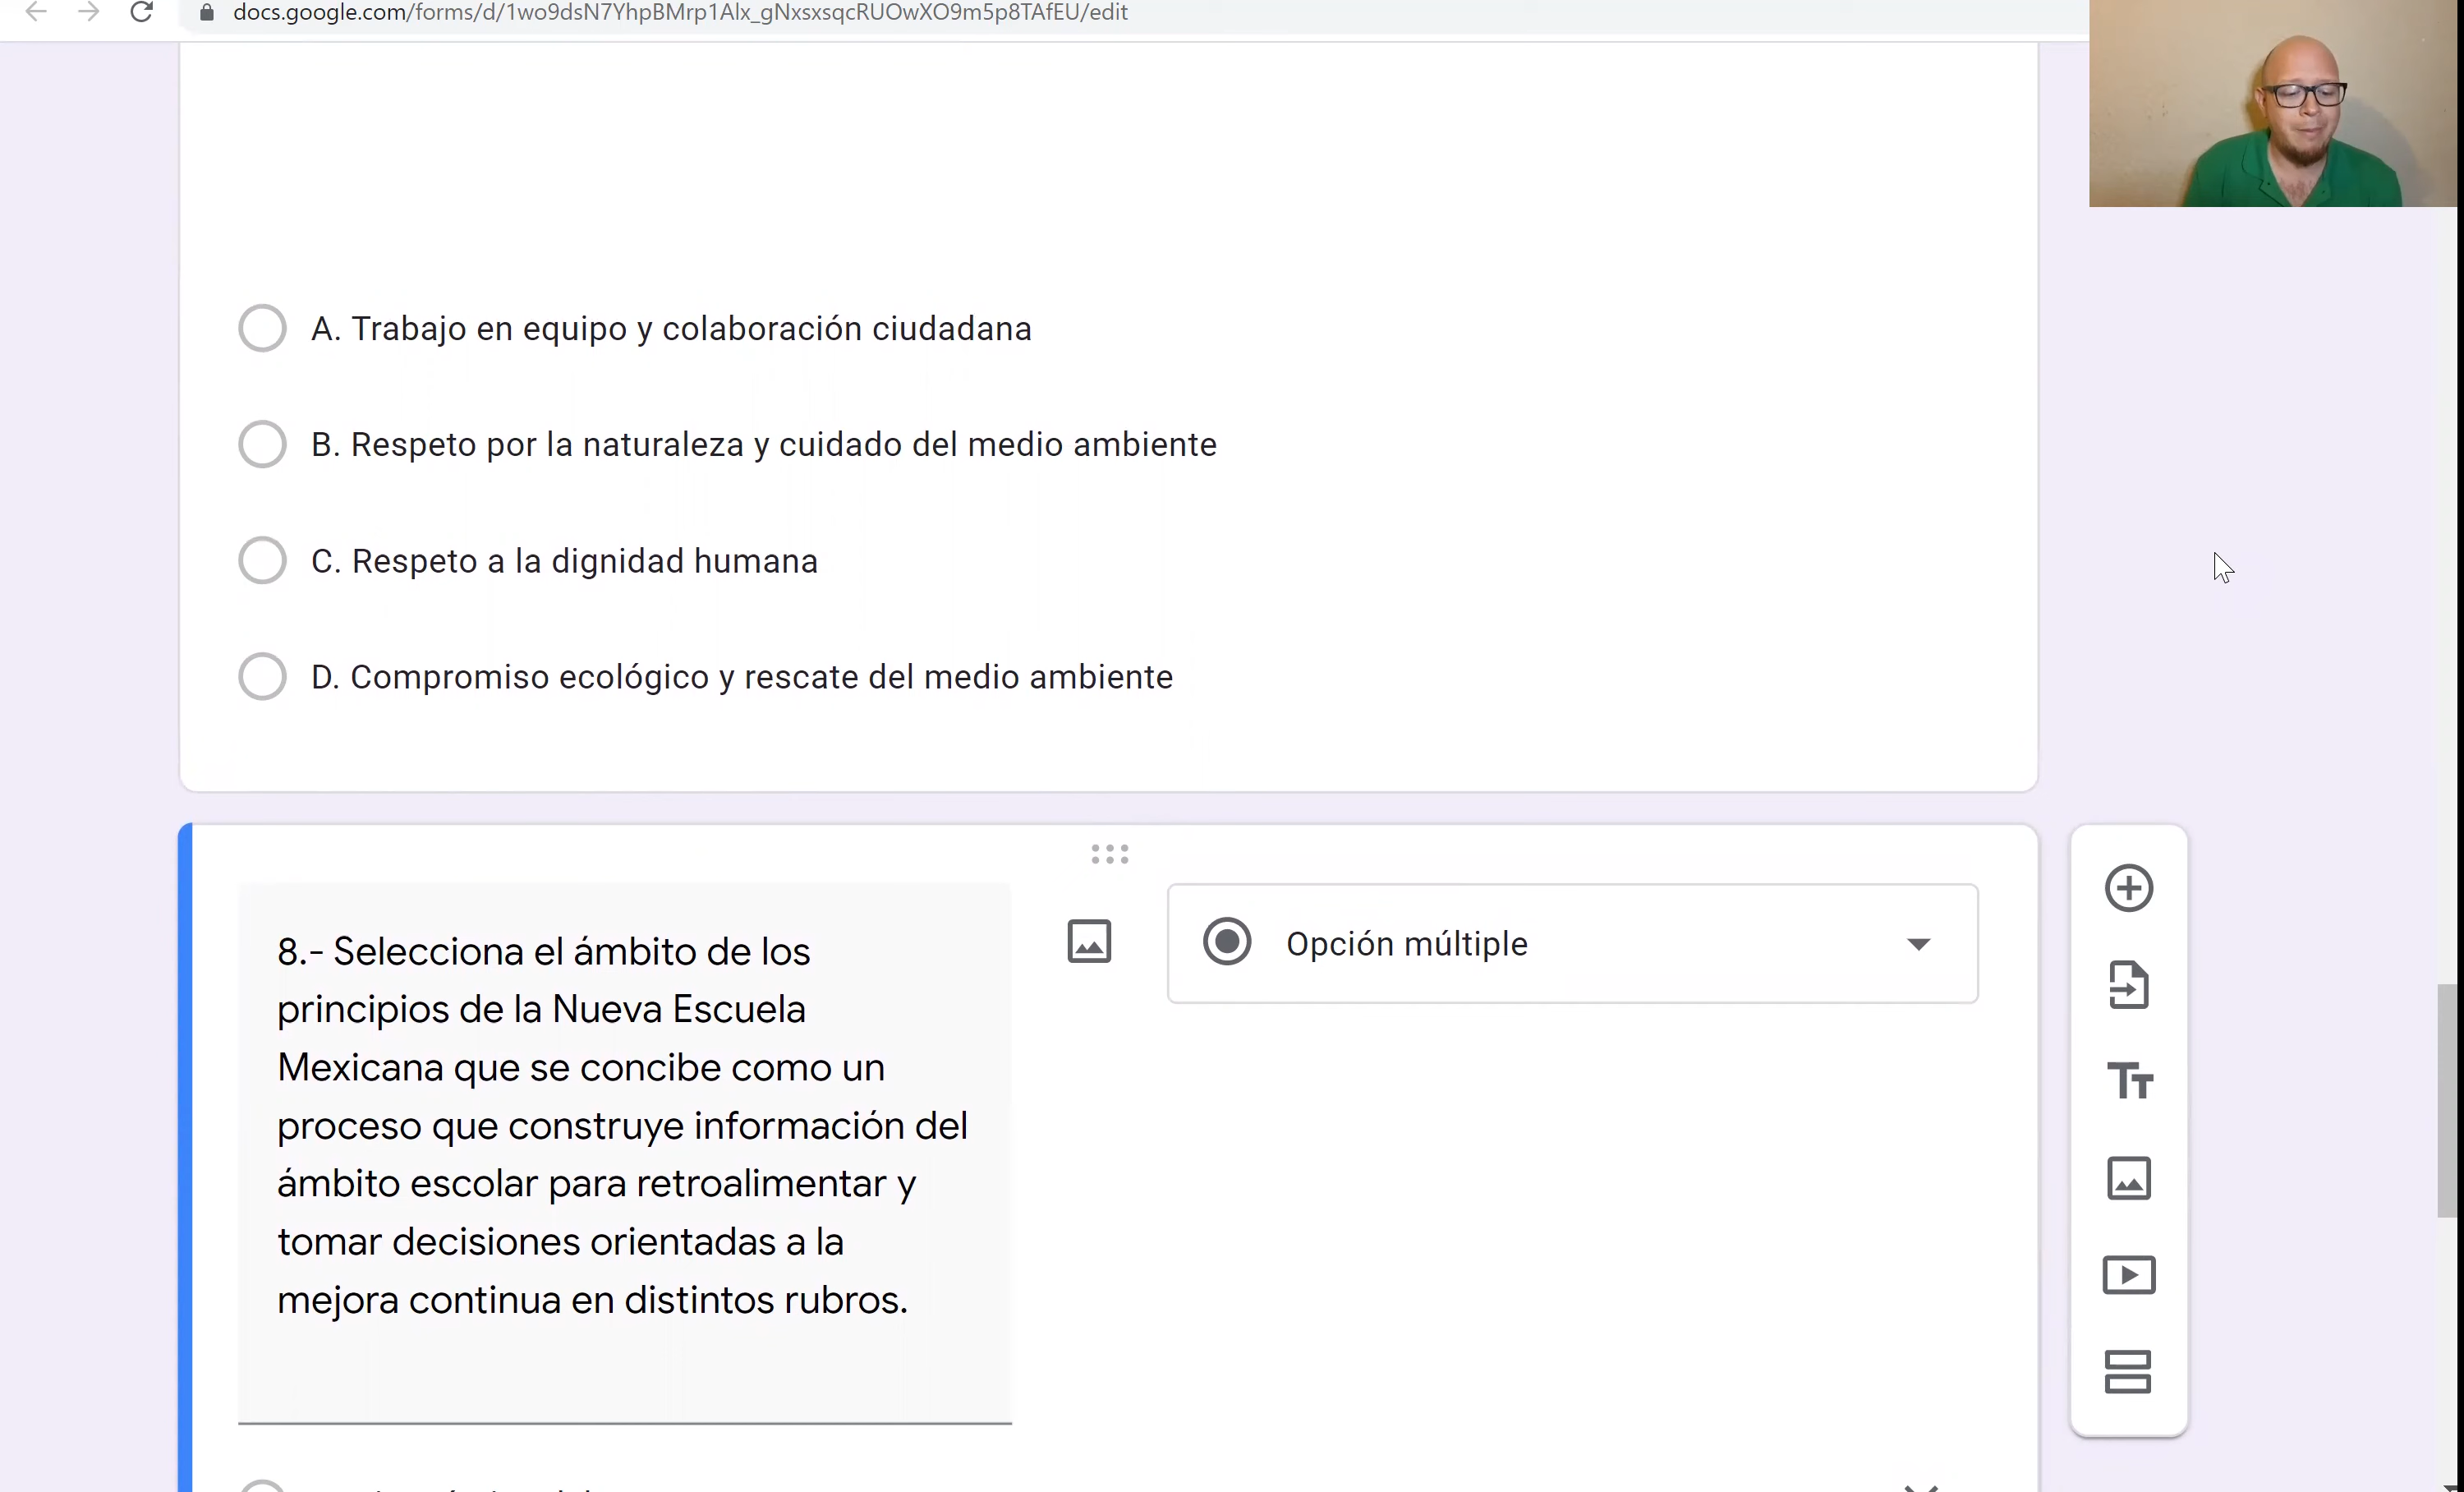 docs.google.com/forms/d/1wo9dsN7YhpBMrp1Alx_gNxsxsqcRUOwXO9m5p8TAfEU/edit
A. Trabajo en equipo y colaboración ciudadana
B. Respeto por la naturaleza y cuidado del medio ambiente
C. Respeto a la dignidad humana
D. Compromiso ecológico y rescate del medio ambiente
8.- Selecciona el ámbito de los
principios de la Nueva Escuela
Mexicana que se concibe como un
proceso que construye información del
ámbito escolar para retroalimentar y
tomar decisiones orientadas a la
mejora continua en distintos rubros.
Opción múltiple
Tт